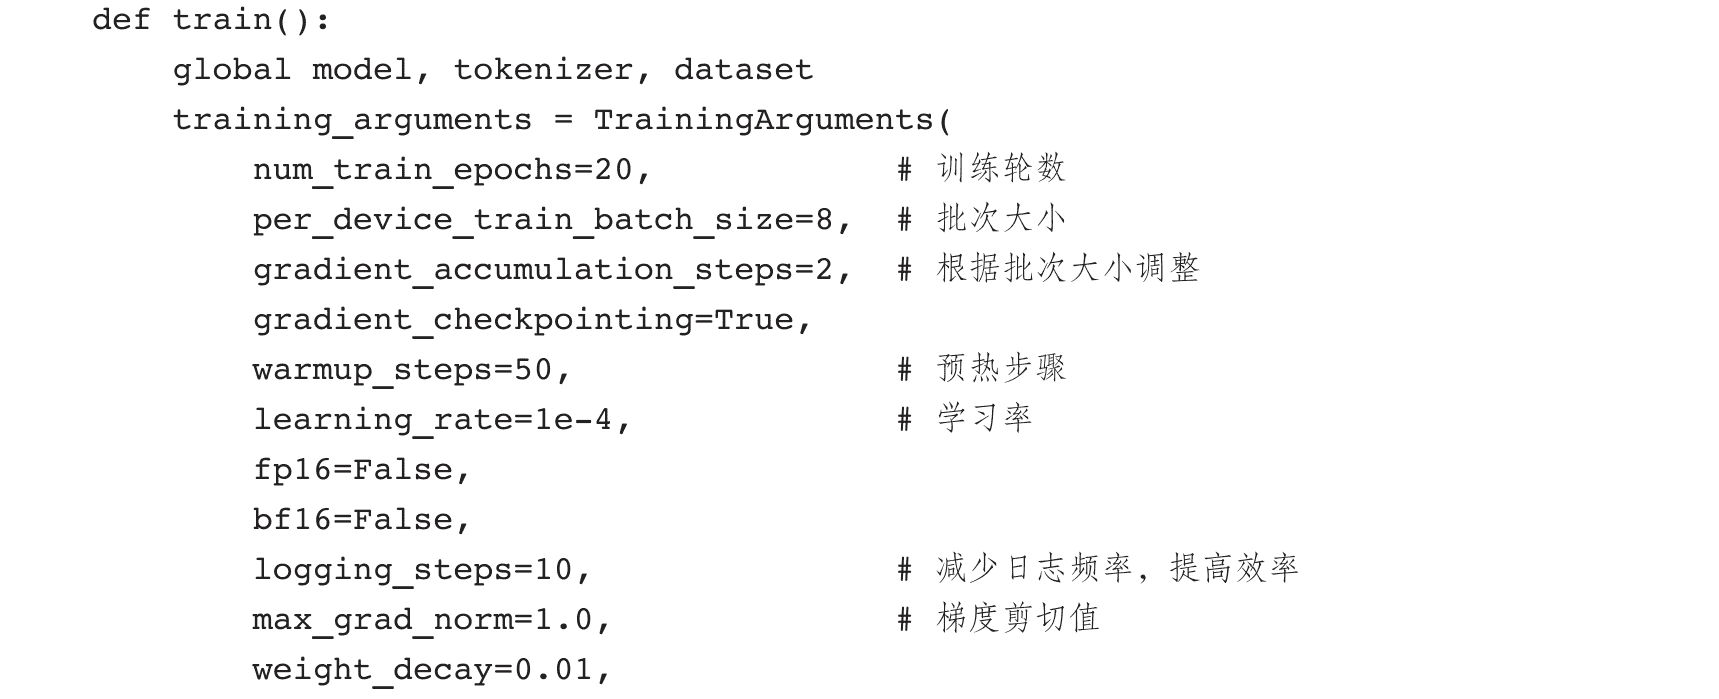 def train():
    global model, tokenizer, dataset
    training_arguments = TrainingArguments(
        num_train_epochs=20,            # 训练轮数
        per_device_train_batch_size=8,  # 批次大小
        gradient_accumulation_steps=2,  # 根据批次大小调整
        gradient_checkpointing=True,
        warmup_steps=50,                # 预热步骤
        learning_rate=1e-4,             # 学习率
        fp16=False,
        bf16=False,
        logging_steps=10,               # 减少日志频率，提高效率
        max_grad_norm=1.0,              # 梯度剪切值
        weight_decay=0.01,